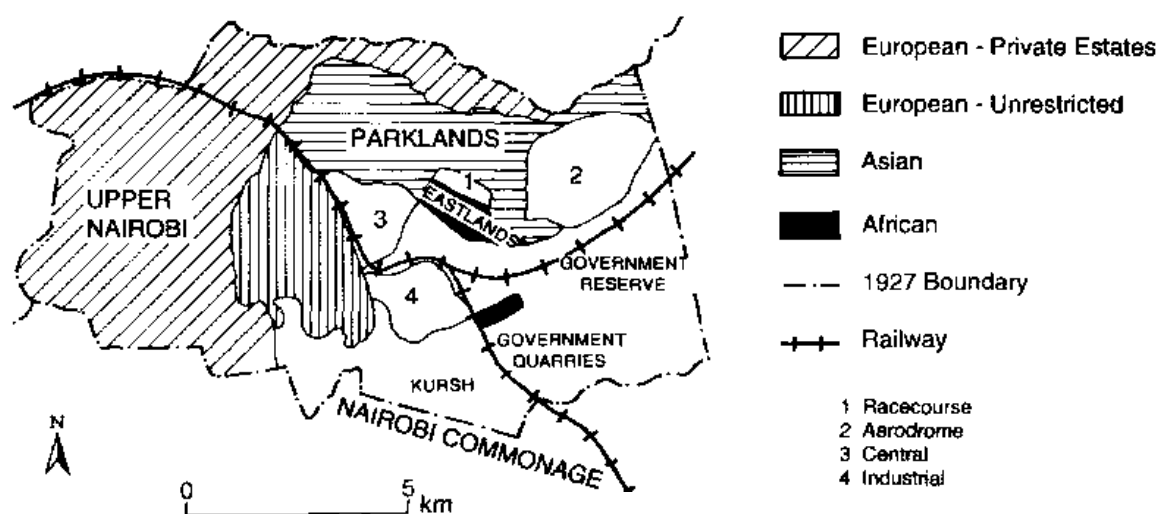 PARKLANDS
UPPER
NAIROBI
1
2
3
4
EASTLANDS
GOVERNMENT
RESERVE
GOVERNMENT
QUARRIES
KURSH
NAIROBI COMMONAGE
N
0 5 km
European - Private Estates
European - Unrestricted
Asian
African
1927 Boundary
Railway
1 Racecourse
2 Aerodrome
3 Central
4 Industrial